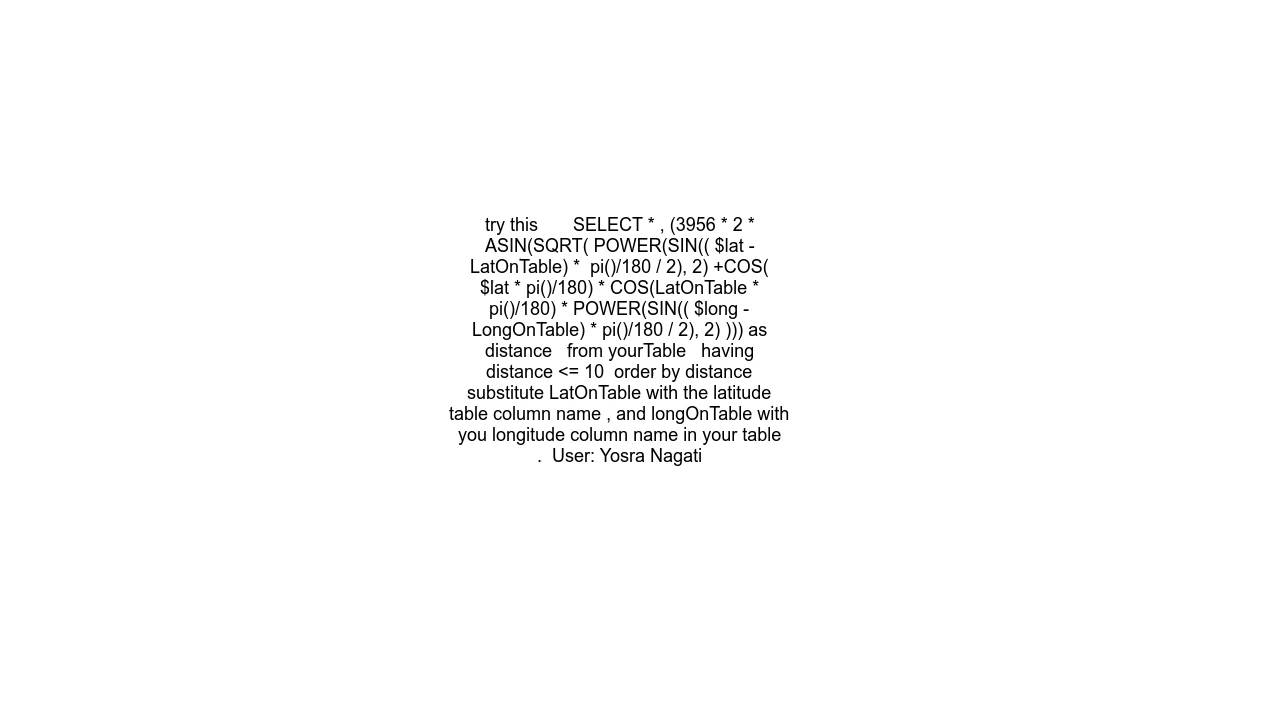 try this       SELECT * , (3956 * 2 *
ASIN(SQRT( POWER(SIN(( $lat -
LatOnTable) *  pi()/180 / 2), 2) +COS(
$lat * pi()/180) * COS(LatOnTable *
pi()/180) * POWER(SIN(( $long -
LongOnTable) * pi()/180 / 2), 2) ))) as
distance   from yourTable   having
distance <= 10  order by distance
substitute LatOnTable with the latitude
table column name , and longOnTable with
you longitude column name in your table
.  User: Yosra Nagati